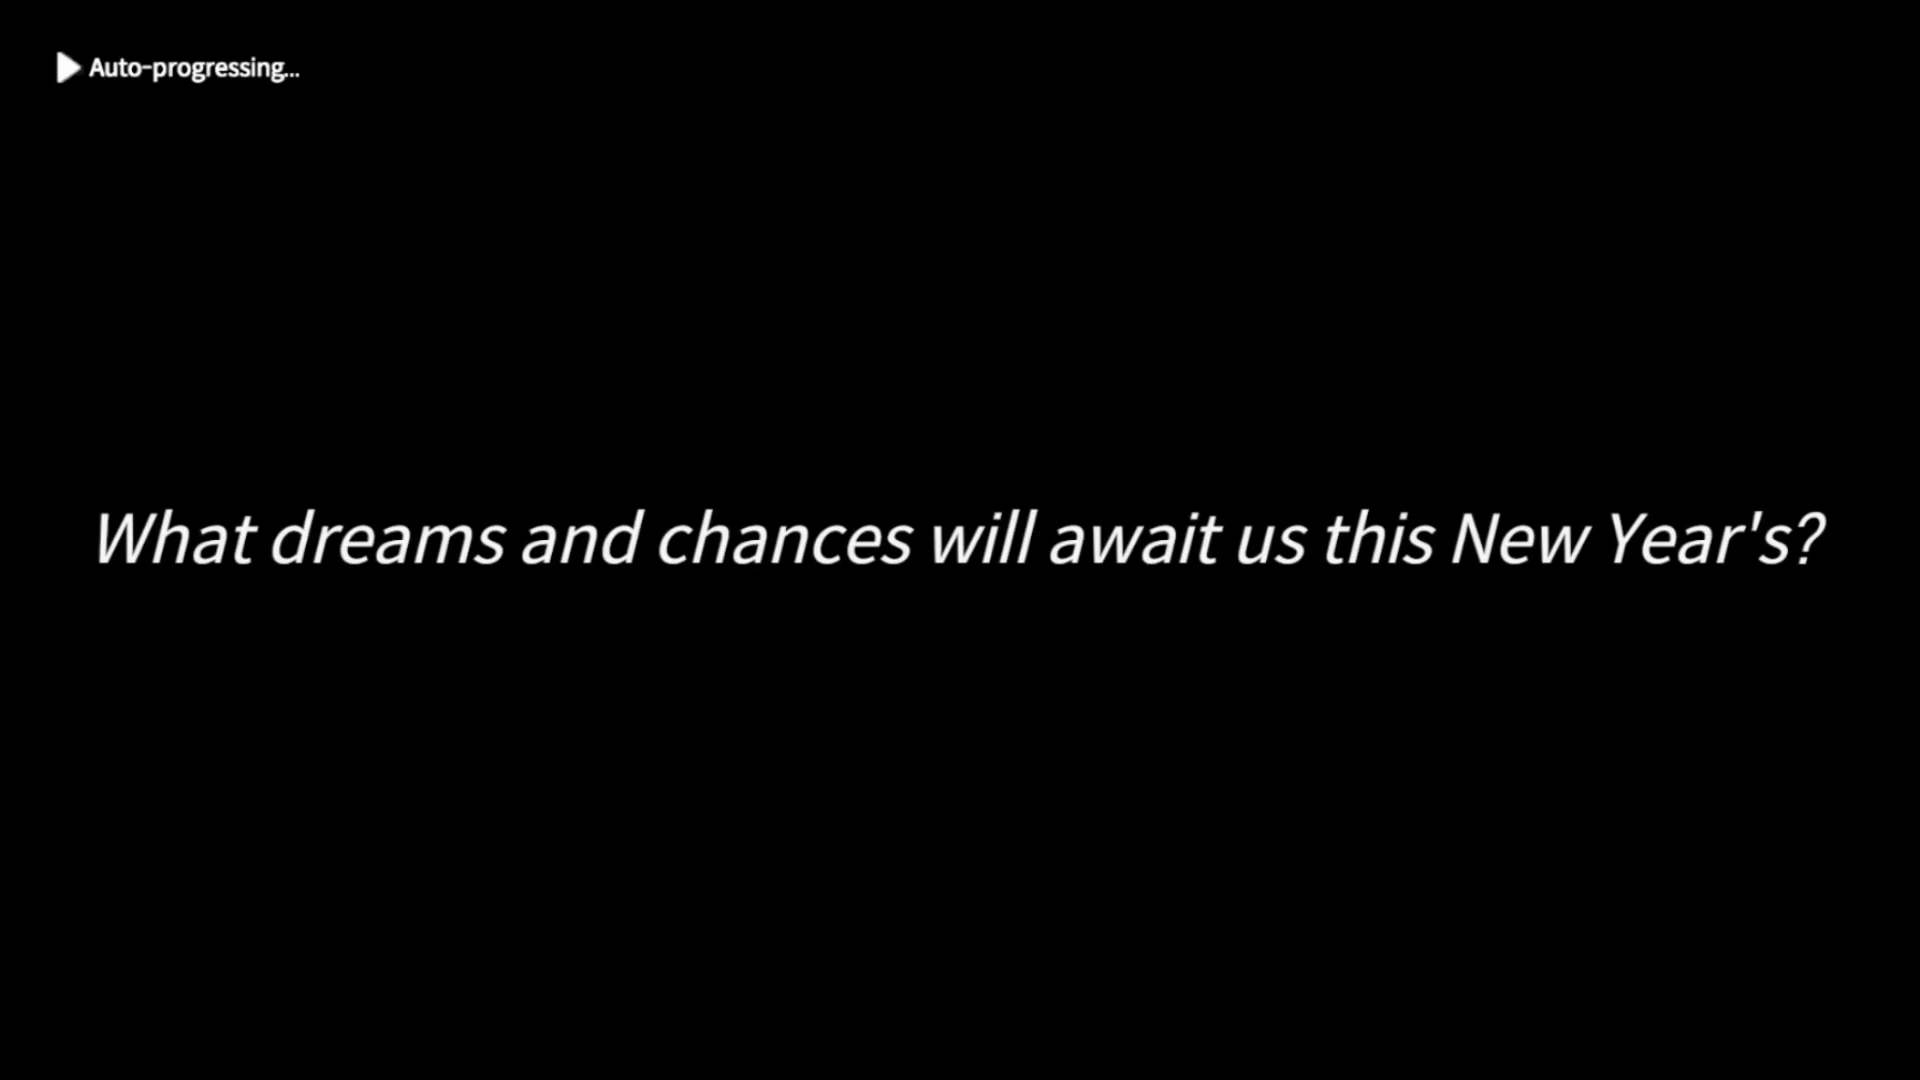 Auto-progressing...
What dreams and chances will await us this New Year's?